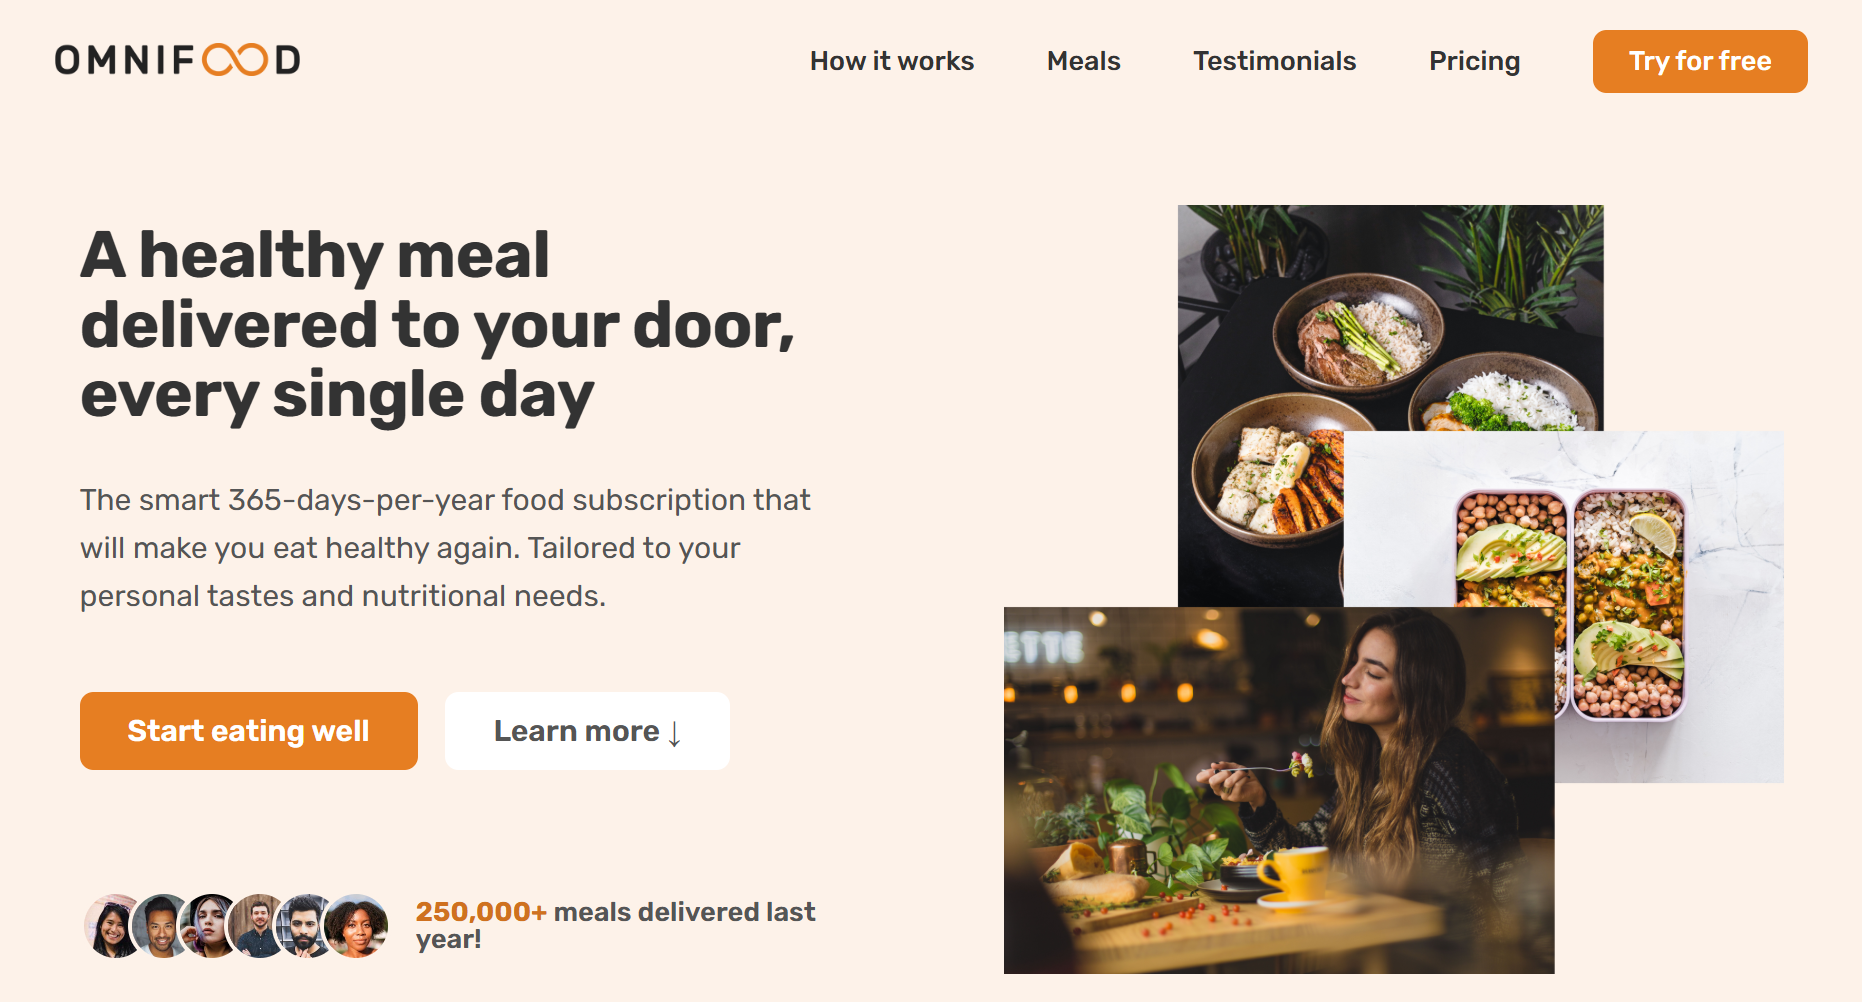 OMNIFOOD
How it works
Meals
Testimonials
Pricing
Try for free
A healthy meal
delivered to your door,
every single day
The smart 365-days-per-year food subscription that
will make you eat healthy again. Tailored to your
personal tastes and nutritional needs.
Start eating well
Learn more ↓
250,000+ meals delivered last
year!
ETTE